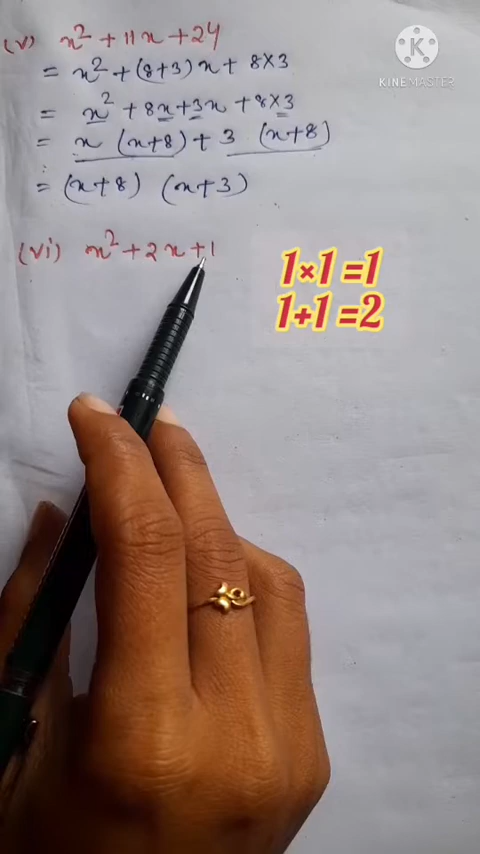 (v) x² + 11x + 24
= x² + (8+3)x + 8×3
= x² + 8x + 3x + 8×3
= x (x+8) + 3 (x+8)
= (x+8) (x+3)
(vi) x² + 2x + 1
1×1 =1
1+1 =2
K
KINEMASTER